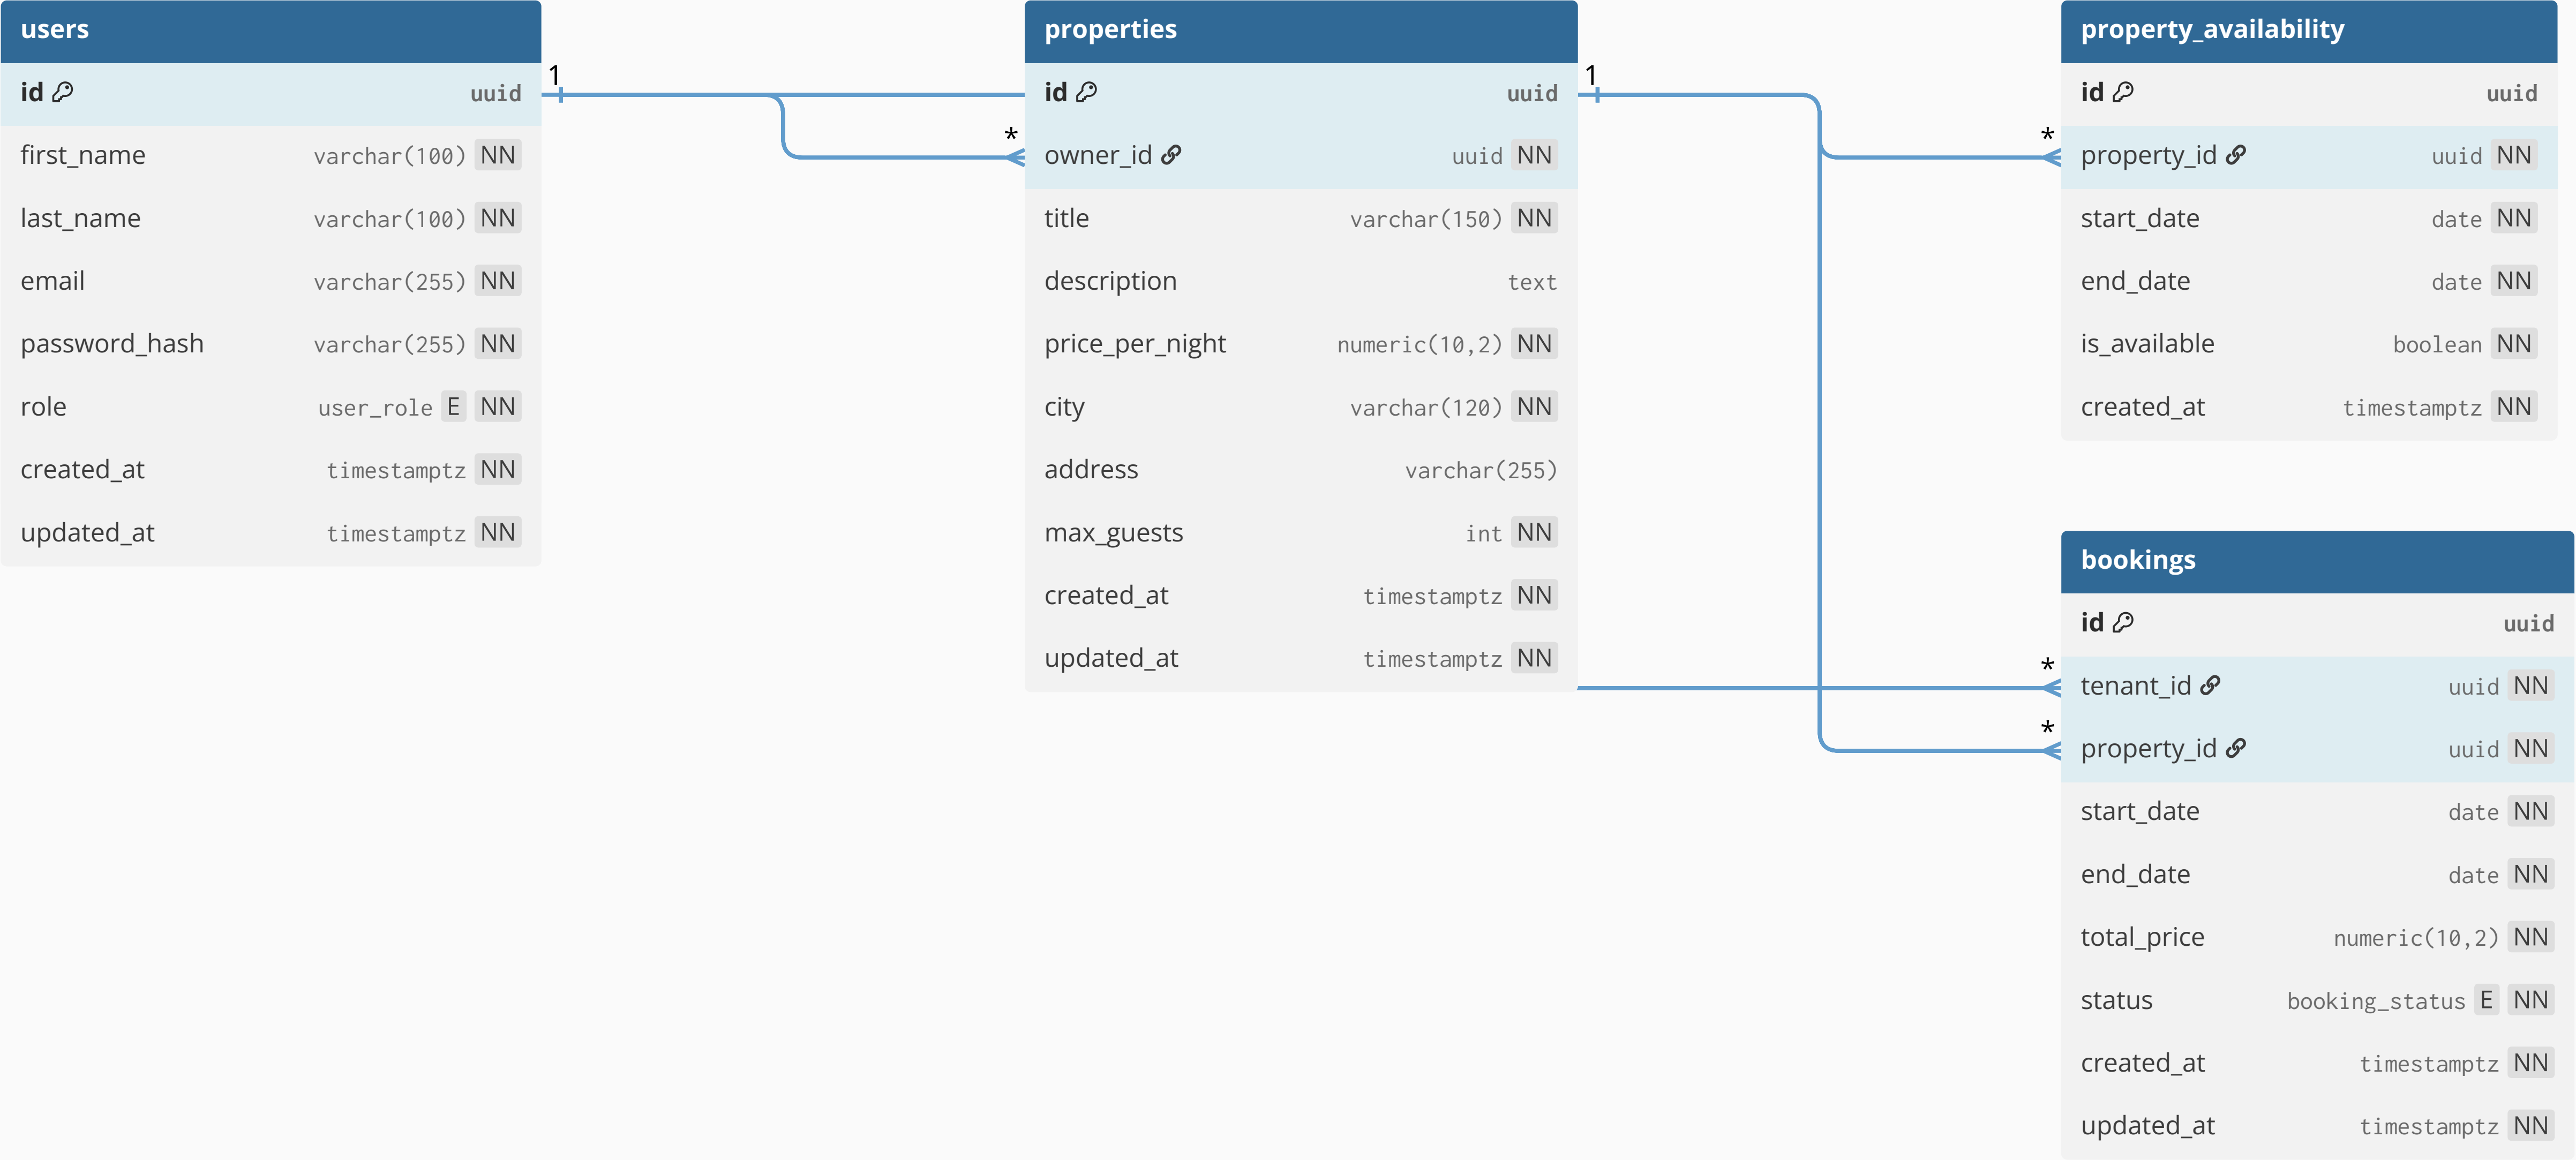 users
id uuid
first_name varchar(100) NN
last_name varchar(100) NN
email varchar(255) NN
password_hash varchar(255) NN
role user_role E NN
created_at timestamptz NN
updated_at timestamptz NN
1
*
properties
id uuid
owner_id uuid NN
title varchar(150) NN
description text
price_per_night numeric(10,2) NN
city varchar(120) NN
address varchar(255)
max_guests int NN
created_at timestamptz NN
updated_at timestamptz NN
1
*
property_availability
id uuid
property_id uuid NN
start_date date NN
end_date date NN
is_available boolean NN
created_at timestamptz NN
*
*
bookings
id uuid
tenant_id uuid NN
property_id uuid NN
start_date date NN
end_date date NN
total_price numeric(10,2) NN
status booking_status E NN
created_at timestamptz NN
updated_at timestamptz NN